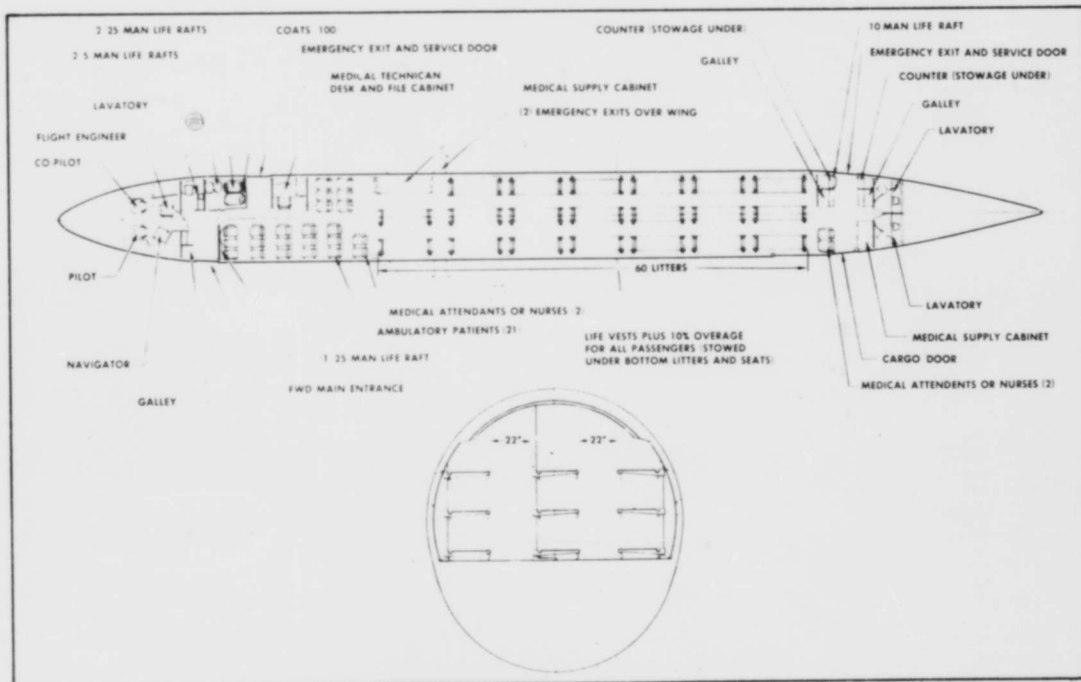 2 25 MAN LIFE RAFTS
COATS 100
COUNTER (STOWAGE UNDER)
10 MAN LIFE RAFT
2 5 MAN LIFE RAFTS
EMERGENCY EXIT AND SERVICE DOOR
EMERGENCY EXIT AND SERVICE DOOR
GALLEY
MEDILAL TECHNICAN
DESK AND FILE CABINET
COUNTER (STOWAGE UNDER)
MEDICAL SUPPLY CABINET
LAVATORY
GALLEY
(2) EMERGENCY EXITS OVER WING
LAVATORY
FLIGHT ENGINEER
CO-PILOT
60 LITTERS
PILOT
LAVATORY
MEDICAL ATTENDANTS OR NURSES 2)
AMBULATORY PATIENTS (21)
LIFE VESTS PLUS 10% OVERAGE
FOR ALL PASSENGERS (STOWED
UNDER BOTTOM LITTERS AND SEATS)
MEDICAL SUPPLY CABINET
1 25 MAN LIFE RAFT
CARGO DOOR
NAVIGATOR
FWD MAIN ENTRANCE
MEDICAL ATTENDENTS OR NURSES (2)
GALLEY
22"
22"